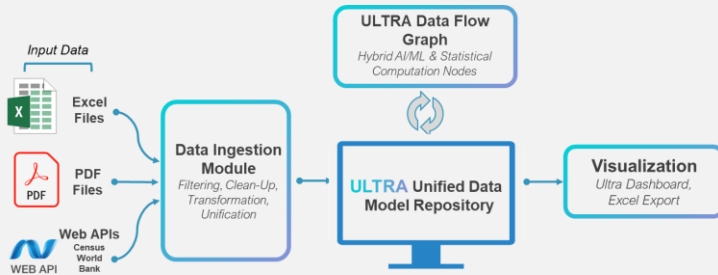 Input Data
Excel
Files
X
PDF
Files
PDF
Web APIs
Census
World
Bank
WEB API
Data Ingestion
Module
Filtering, Clean-Up,
Transformation,
Unification
ULTRA Data Flow
Graph
Hybrid AI/ML & Statistical
Computation Nodes
ULTRA Unified Data
Model Repository
Visualization
Ultra Dashboard,
Excel Export